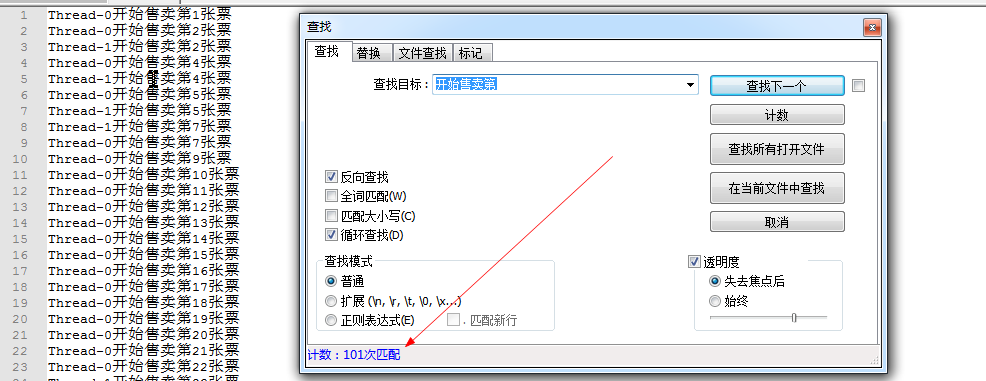 1 Thread-0开始售卖第1张票
2 Thread-0开始售卖第2张票
3 Thread-1开始售卖第2张票
4 Thread-0开始售卖第4张票
5 Thread-1开始售卖第4张票
6 Thread-0开始售卖第5张票
7 Thread-1开始售卖第5张票
8 Thread-1开始售卖第7张票
9 Thread-0开始售卖第7张票
10 Thread-0开始售卖第9张票
11 Thread-0开始售卖第10张票
12 Thread-0开始售卖第11张票
13 Thread-0开始售卖第12张票
14 Thread-0开始售卖第13张票
15 Thread-0开始售卖第14张票
16 Thread-0开始售卖第15张票
17 Thread-0开始售卖第16张票
18 Thread-0开始售卖第17张票
19 Thread-0开始售卖第18张票
20 Thread-0开始售卖第19张票
21 Thread-0开始售卖第20张票
22 Thread-0开始售卖第21张票
23 Thread-0开始售卖第22张票
查找
查找 替换 文件查找 标记
查找目标： 开始售卖第
查找下一个
计数
查找所有打开文件
在当前文件中查找
取消
反向查找
全词匹配(W)
匹配大小写(C)
循环查找(D)
查找模式
普通
扩展 (\n, \r, \t, \0, \x...)
正则表达式(E) . 匹配新行
透明度
失去焦点后
始终
计数：101次匹配